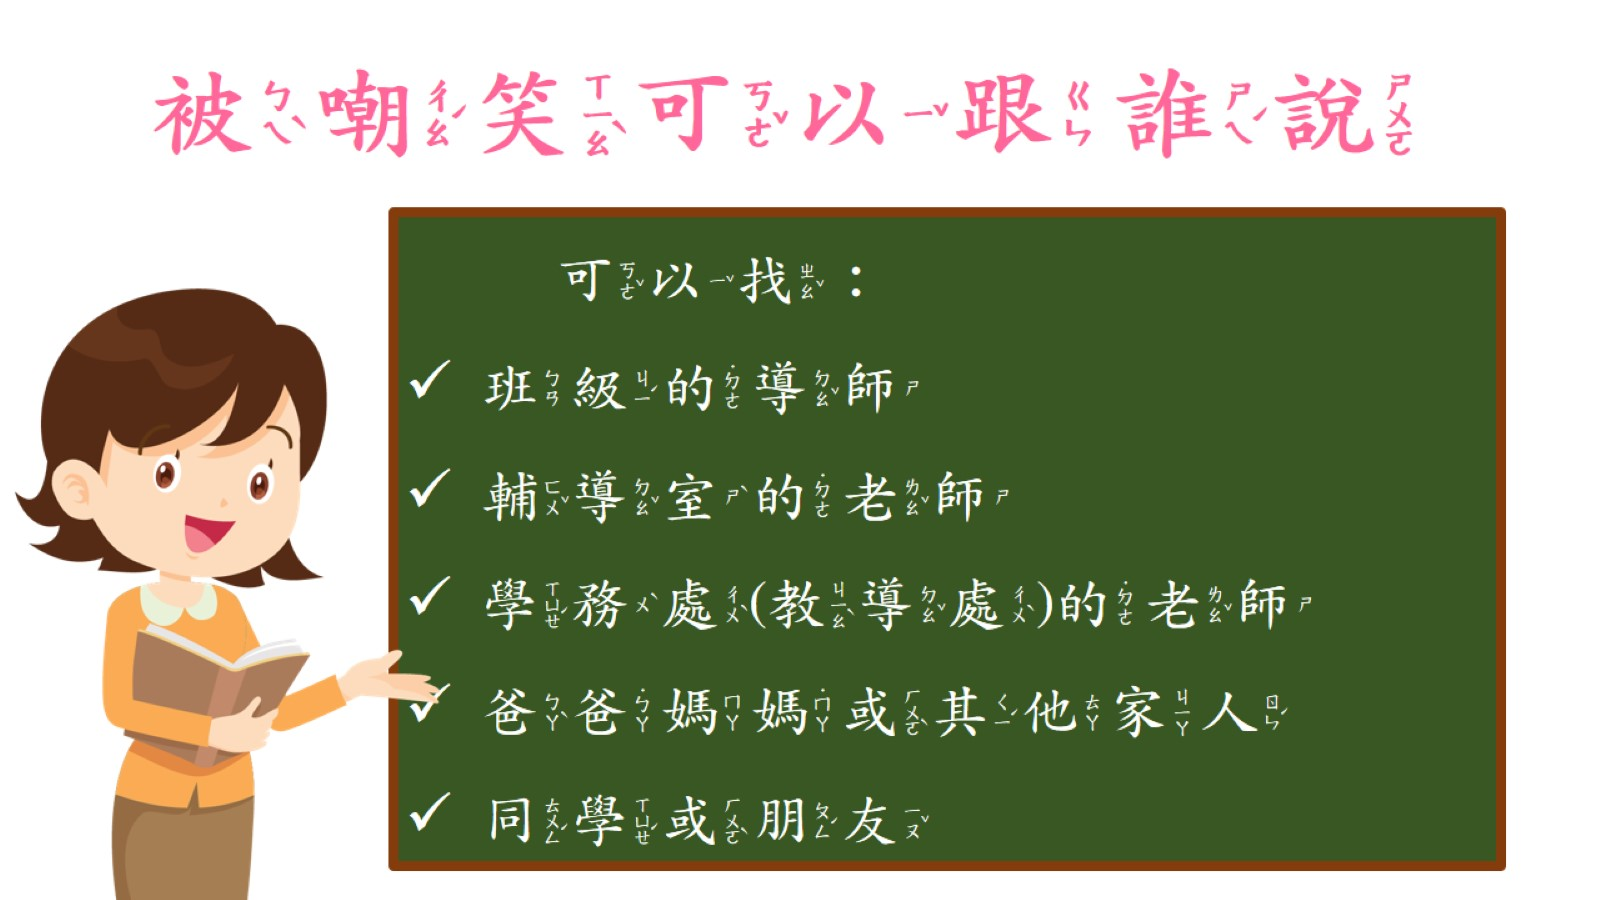 被嘲笑可以跟誰說
可以找：
✓ 班級的導師
✓ 輔導室的老師
✓ 學務處(教導處)的老師
✓ 爸爸媽媽或其他家人
✓ 同學或朋友